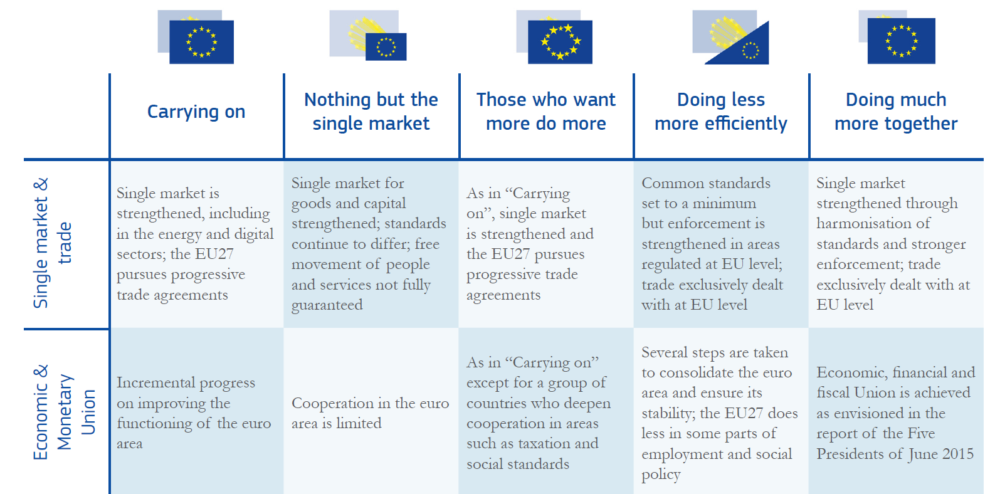 Carrying on
Nothing but the
single market
Those who want
more do more
Doing less
more efficiently
Doing much
more together
Single market &
trade
Single market is
strengthened, including
in the energy and digital
sectors; the EU27
pursues progressive
trade agreements
Single market for
goods and capital
strengthened; standards
continue to differ; free
movement of people
and services not fully
guaranteed
As in “Carrying
on”, single market
is strengthened and
the EU27 pursues
progressive trade
agreements
Common standards
set to a minimum
but enforcement is
strengthened in areas
regulated at EU level;
trade exclusively dealt
with at EU level
Single market
strengthened through
harmonisation of
standards and stronger
enforcement; trade
exclusively dealt with at
EU level
Economic &
Monetary
Union
Incremental progress
on improving the
functioning of the euro
area
Cooperation in the euro
area is limited
As in “Carrying on”
except for a group of
countries who deepen
cooperation in areas
such as taxation and
social standards
Several steps are taken
to consolidate the euro
area and ensure its
stability; the EU27 does
less in some parts of
employment and social
policy
Economic, financial and
fiscal Union is achieved
as envisioned in the
report of the Five
Presidents of June 2015